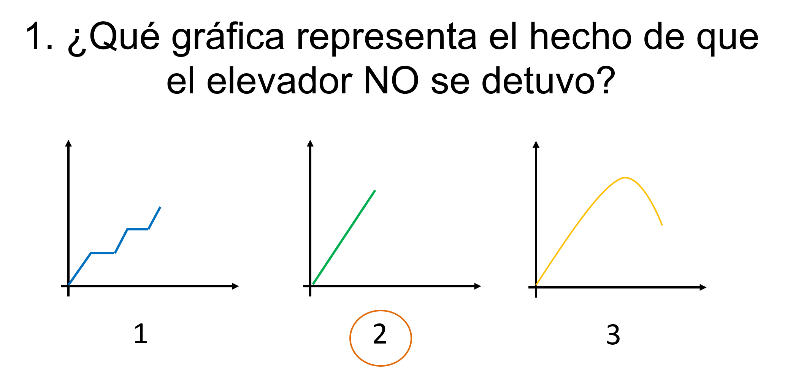 1. ¿Qué gráfica representa el hecho de que
el elevador NO se detuvo?
1
2
3